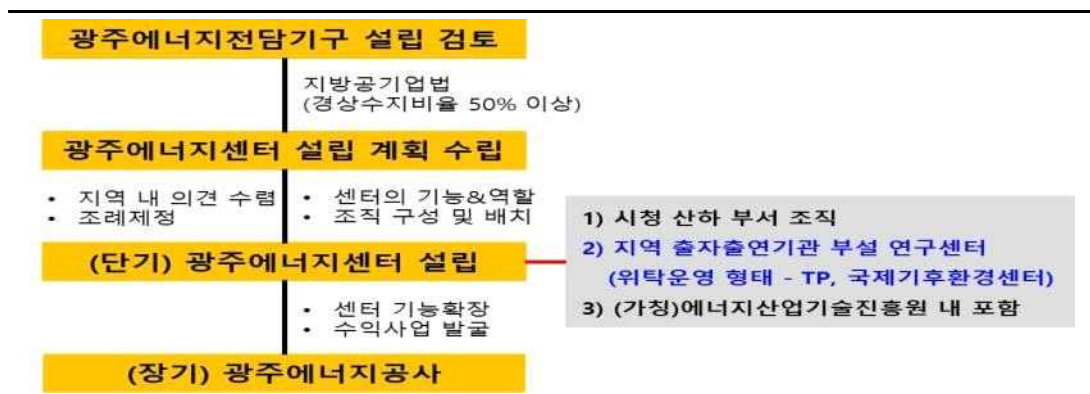 광주에너지전담기구 설립 검토
지방공기업법
(경상수지비율 50% 이상)
광주에너지센터 설립 계획 수립
• 지역 내 의견 수렴
• 조례제정
• 센터의 기능&역할
• 조직 구성 및 배치
(단기) 광주에너지센터 설립
1) 시청 산하 부서 조직
2) 지역 출자출연기관 부설 연구센터
(위탁운영 형태 - TP, 국제기후환경센터)
3) (가칭)에너지산업기술진흥원 내 포함
• 센터 기능확장
• 수익사업 발굴
(장기) 광주에너지공사